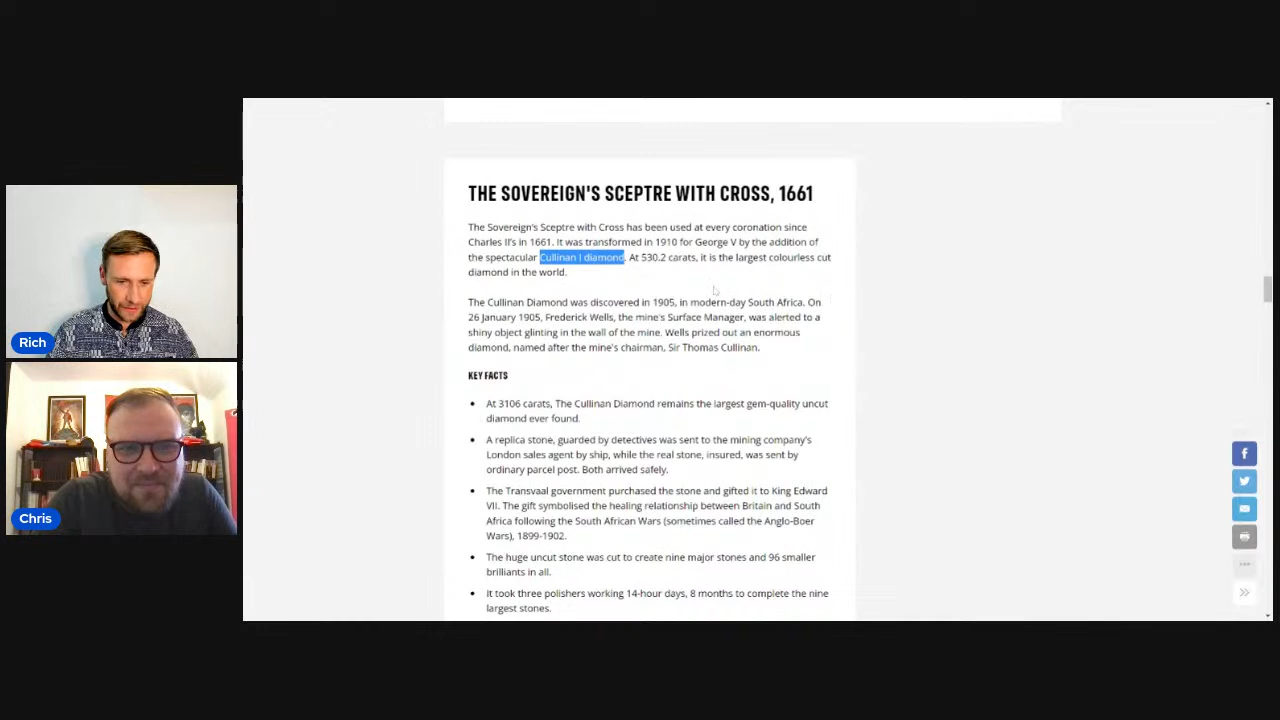 THE SOVEREIGN'S SCEPTRE WITH CROSS, 1661
The Sovereign's Sceptre with Cross has been used at every coronation since
Charles II's in 1661. It was transformed in 1910 for George V by the addition of
the spectacular Cullinan I diamond. At 530.2 carats, it is the largest colourless cut
diamond in the world.
The Cullinan Diamond was discovered in 1905, in modern-day South Africa. On
26 January 1905, Frederick Wells, the mine's Surface Manager, was alerted to a
shiny object glinting in the wall of the mine. Wells prized out an enormous
diamond, named after the mine's chairman, Sir Thomas Cullinan.
KEY FACTS
At 3106 carats, The Cullinan Diamond remains the largest gem-quality uncut
diamond ever found.
A replica stone, guarded by detectives was sent to the mining company's
London sales agent by ship, while the real stone, insured, was sent by
ordinary parcel post. Both arrived safely.
The Transvaal government purchased the stone and gifted it to King Edward
VII. The gift symbolised the healing relationship between Britain and South
Africa following the South African Wars (sometimes called the Anglo-Boer
Wars), 1899-1902.
The huge uncut stone was cut to create nine major stones and 96 smaller
brilliants in all.
It took three polishers working 14-hour days, 8 months to complete the nine
largest stones.
Rich
Chris